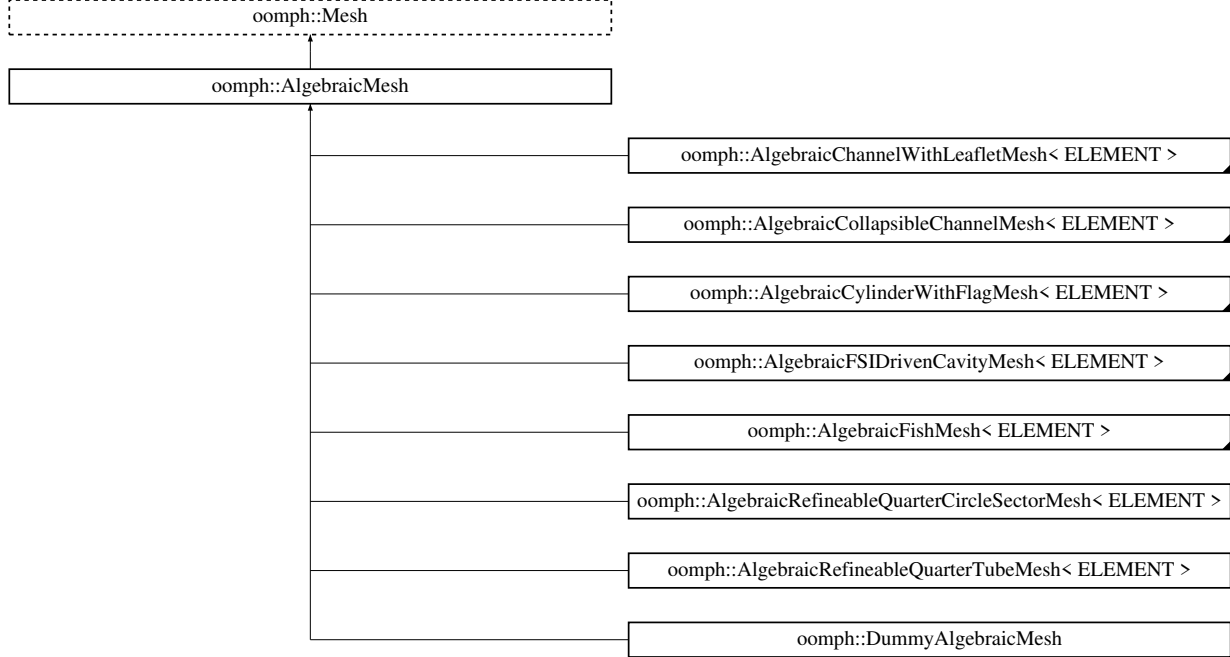 oomph::Mesh
oomph::AlgebraicMesh
oomph::AlgebraicChannelWithLeafletMesh< ELEMENT >
oomph::AlgebraicCollapsibleChannelMesh< ELEMENT >
oomph::AlgebraicCylinderWithFlagMesh< ELEMENT >
oomph::AlgebraicFSIDrivenCavityMesh< ELEMENT >
oomph::AlgebraicFishMesh< ELEMENT >
oomph::AlgebraicRefineableQuarterCircleSectorMesh< ELEMENT >
oomph::AlgebraicRefineableQuarterTubeMesh< ELEMENT >
oomph::DummyAlgebraicMesh